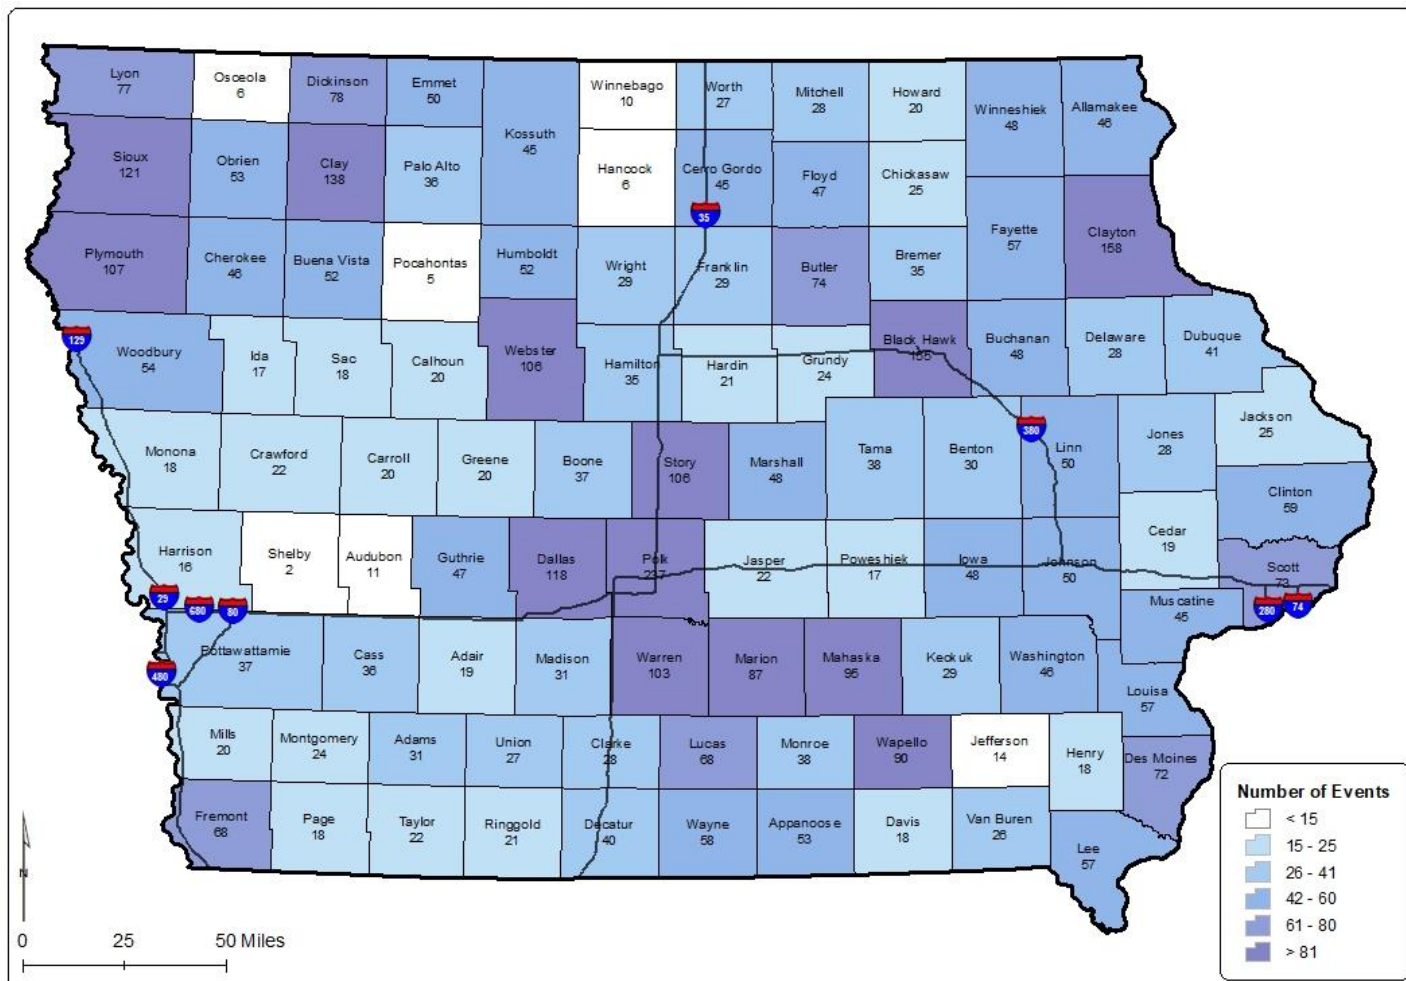 Lyon
77
Osceola
6
Dickinson
78
Emmet
50
Kossuth
45
Winnebago
10
Worth
27
Mitchell
28
Howard
20
Winneshiek
48
Allamakee
46
Sioux
121
Obrien
53
Clay
138
Palo Alto
36
Hancock
6
Cerro Gordo
45
Floyd
47
Chickasaw
25
35
Plymouth
107
Cherokee
46
Buena Vista
52
Pocahontas
5
Humboldt
52
Wright
29
Franklin
29
Butler
74
Bremer
35
Fayette
57
Clayton
158
129
Woodbury
54
Ida
17
Sac
18
Calhoun
20
Webster
106
Hamilton
35
Hardin
21
Grundy
24
Black Hawk
Buchanan
48
Delaware
28
Dubuque
41
Monona
18
Crawford
22
Carroll
20
Greene
20
Boone
37
Story
106
Marshall
48
Tama
38
Benton
30
380
Linn
50
Jones
28
Jackson
25
Clinton
59
Harrison
16
Shelby
2
Audubon
11
Guthrie
47
Dallas
118
Polk
Jasper
22
Poweshiek
17
Iowa
48
Johnson
50
Cedar
19
Scott
73
Muscatine
45
29
680
80
280
74
480
Pottawattamie
37
Cass
36
Adair
19
Madison
31
Warren
103
Marion
87
Mahaska
95
Keokuk
29
Washington
46
Louisa
57
Mills
20
Montgomery
24
Adams
31
Union
27
Clarke
28
Lucas
68
Monroe
38
Wapello
90
Jefferson
14
Henry
18
Des Moines
72
Fremont
68
Page
18
Taylor
22
Ringgold
21
Decatur
40
Wayne
58
Appanoose
53
Davis
18
Van Buren
26
Lee
57
N
0 25 50 Miles
Number of Events
< 15
15 - 25
26 - 41
42 - 60
61 - 80
> 81